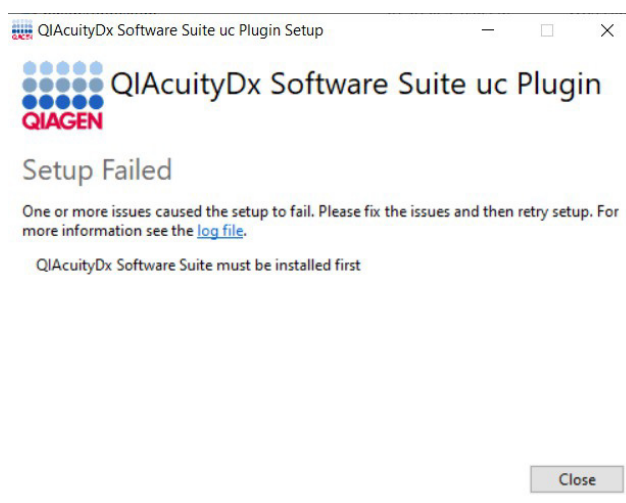 QIAcuityDx Software Suite uc Plugin Setup
QIAcuityDx Software Suite uc Plugin
QIAGEN
Setup Failed
One or more issues caused the setup to fail. Please fix the issues and then retry setup. For
more information see the log file.
QIAcuityDx Software Suite must be installed first
Close